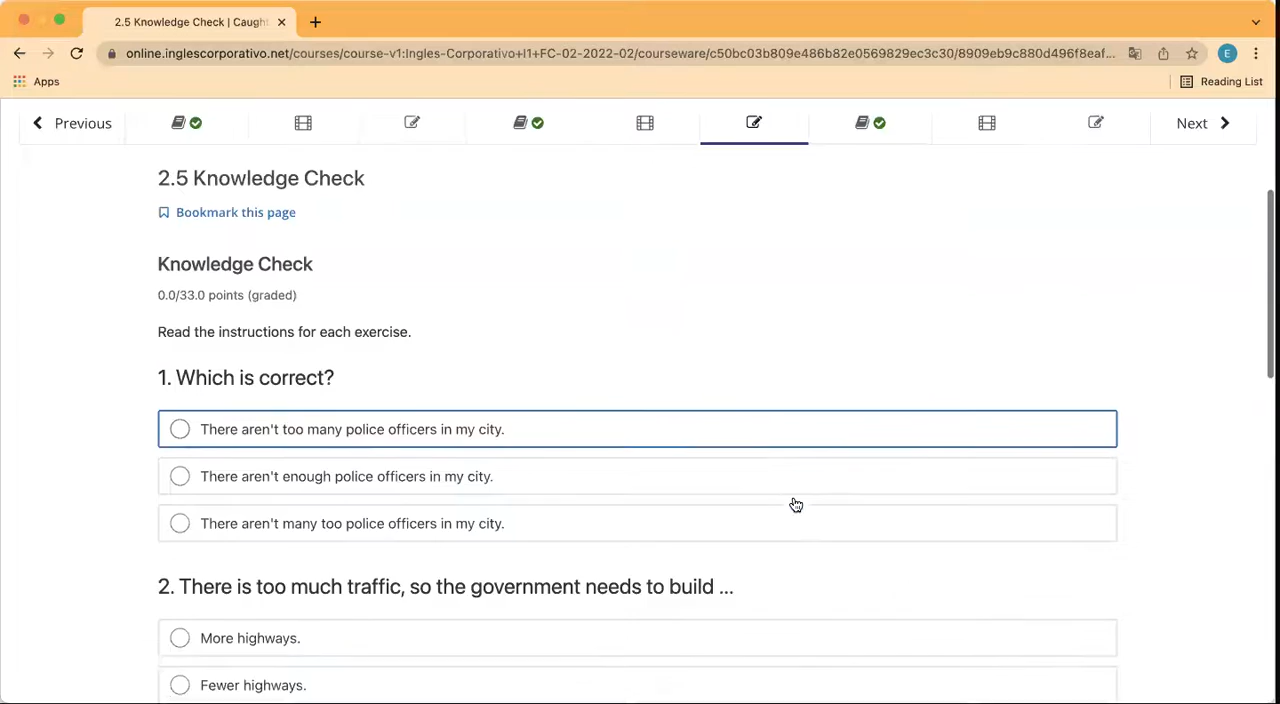 2.5 Knowledge Check | Caught
online.inglescorporativo.net/courses/course-v1:Ingles-Corporativo+I1+FC-02-2022-02/courseware/c50bc03b809e486b82e0569829ec3c30/8909eb9c880d496f8eaf...
E
Apps
Reading List
Previous
Next
2.5 Knowledge Check
Bookmark this page
Knowledge Check
0.0/33.0 points (graded)
Read the instructions for each exercise.
1. Which is correct?
There aren't too many police officers in my city.
There aren't enough police officers in my city.
There aren't many too police officers in my city.
2. There is too much traffic, so the government needs to build ...
More highways.
Fewer highways.